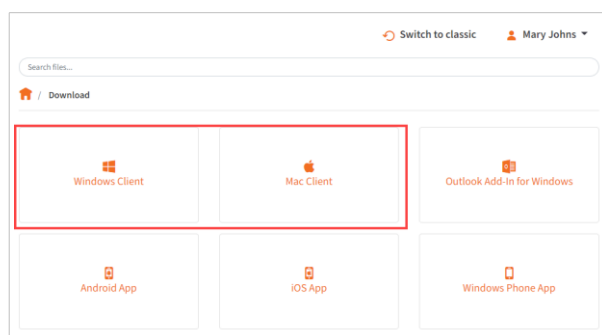 Switch to classic Mary Johns
Search files...
/ Download
Windows Client Mac Client Outlook Add-In for Windows
Android App iOS App Windows Phone App